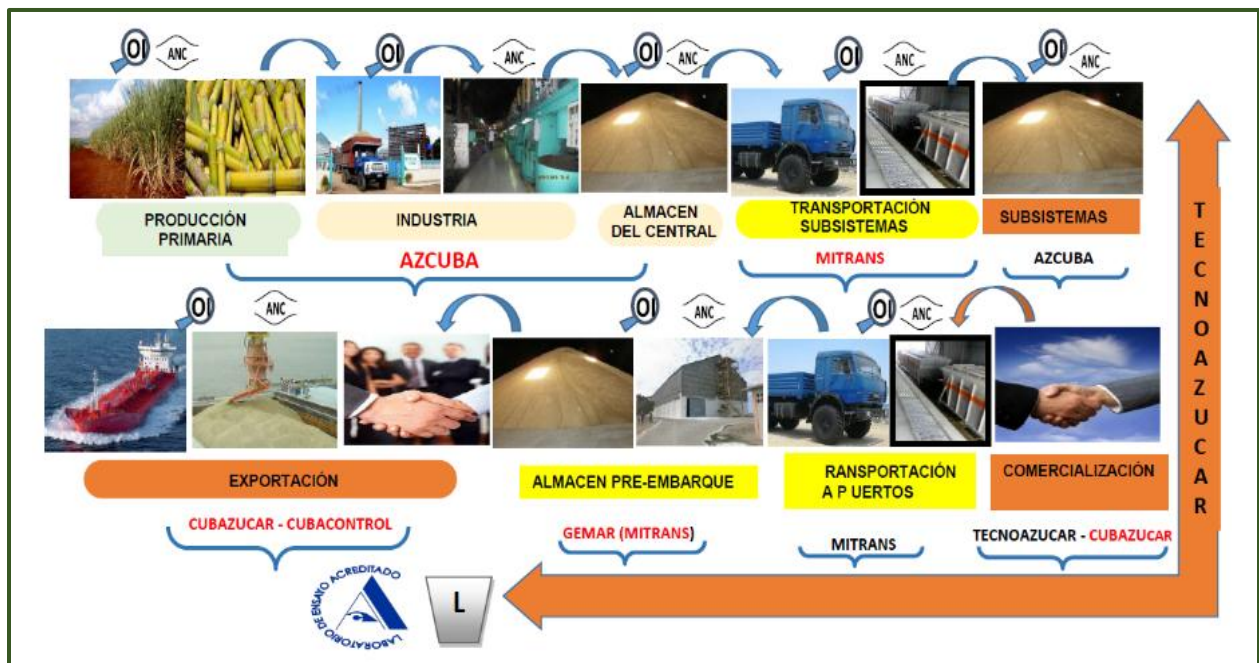 OI ANC OI ANC OI ANC OI ANC OI ANC
PRODUCCIÓN
PRIMARIA
INDUSTRIA
ALMACEN
DEL CENTRAL
TRANSPORTACIÓN
SUBSISTEMAS
SUBSISTEMAS
AZCUBA
MITRANS
AZCUBA
OI ANC OI ANC OI ANC
EXPORTACIÓN
ALMACEN PRE-EMBARQUE
RANSPORTACIÓN
A P UERTOS
COMERCIALIZACIÓN
CUBAZUCAR - CUBACONTROL
GEMAR (MITRANS)
MITRANS
TECNOAZUCAR - CUBAZUCAR
LABORATORIO DE ENSAYO ACREDITADO
L
TECNOAZUCAR